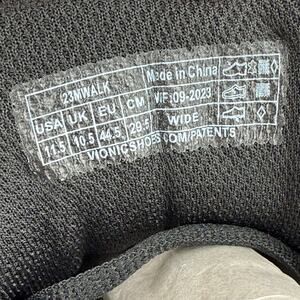 23MWALK
Made in China
USA UK EU CM
MF:09-2023
11.5 10.5 44.5 29.5
WIDE
VIONICSHOES.COM/PATENTS